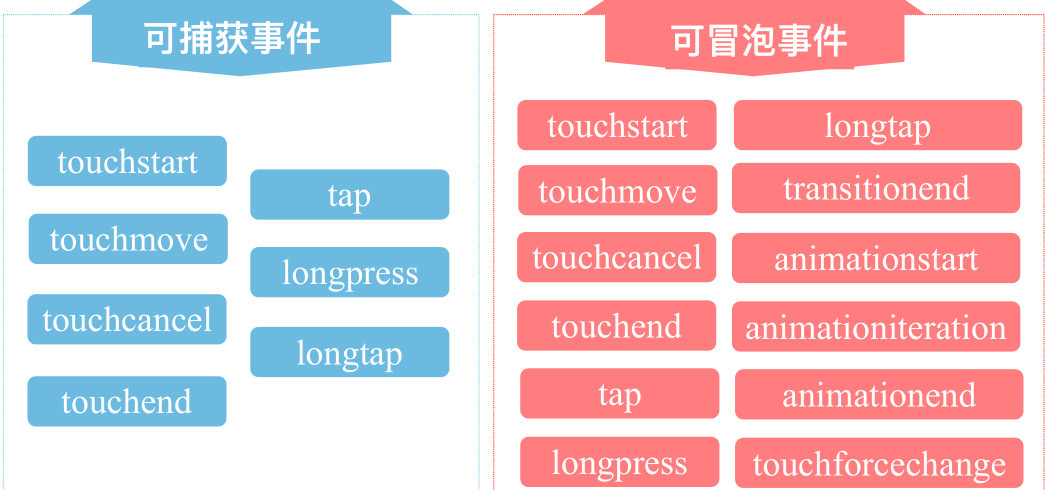 可捕获事件
touchstart
touchmove
touchcancel
touchend
tap
longpress
longtap
可冒泡事件
touchstart
touchmove
touchcancel
touchend
tap
longpress
longtap
transitionend
animationstart
animationiteration
animationend
touchforcechange